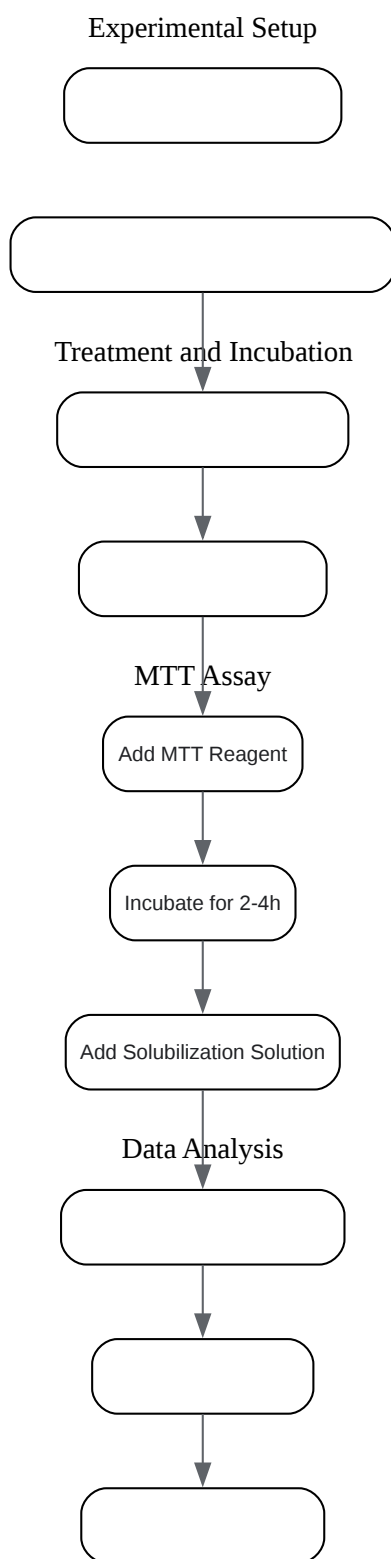 Experimental Setup
Treatment and Incubation
MTT Assay
Add MTT Reagent
Incubate for 2-4h
Add Solubilization Solution
Data Analysis